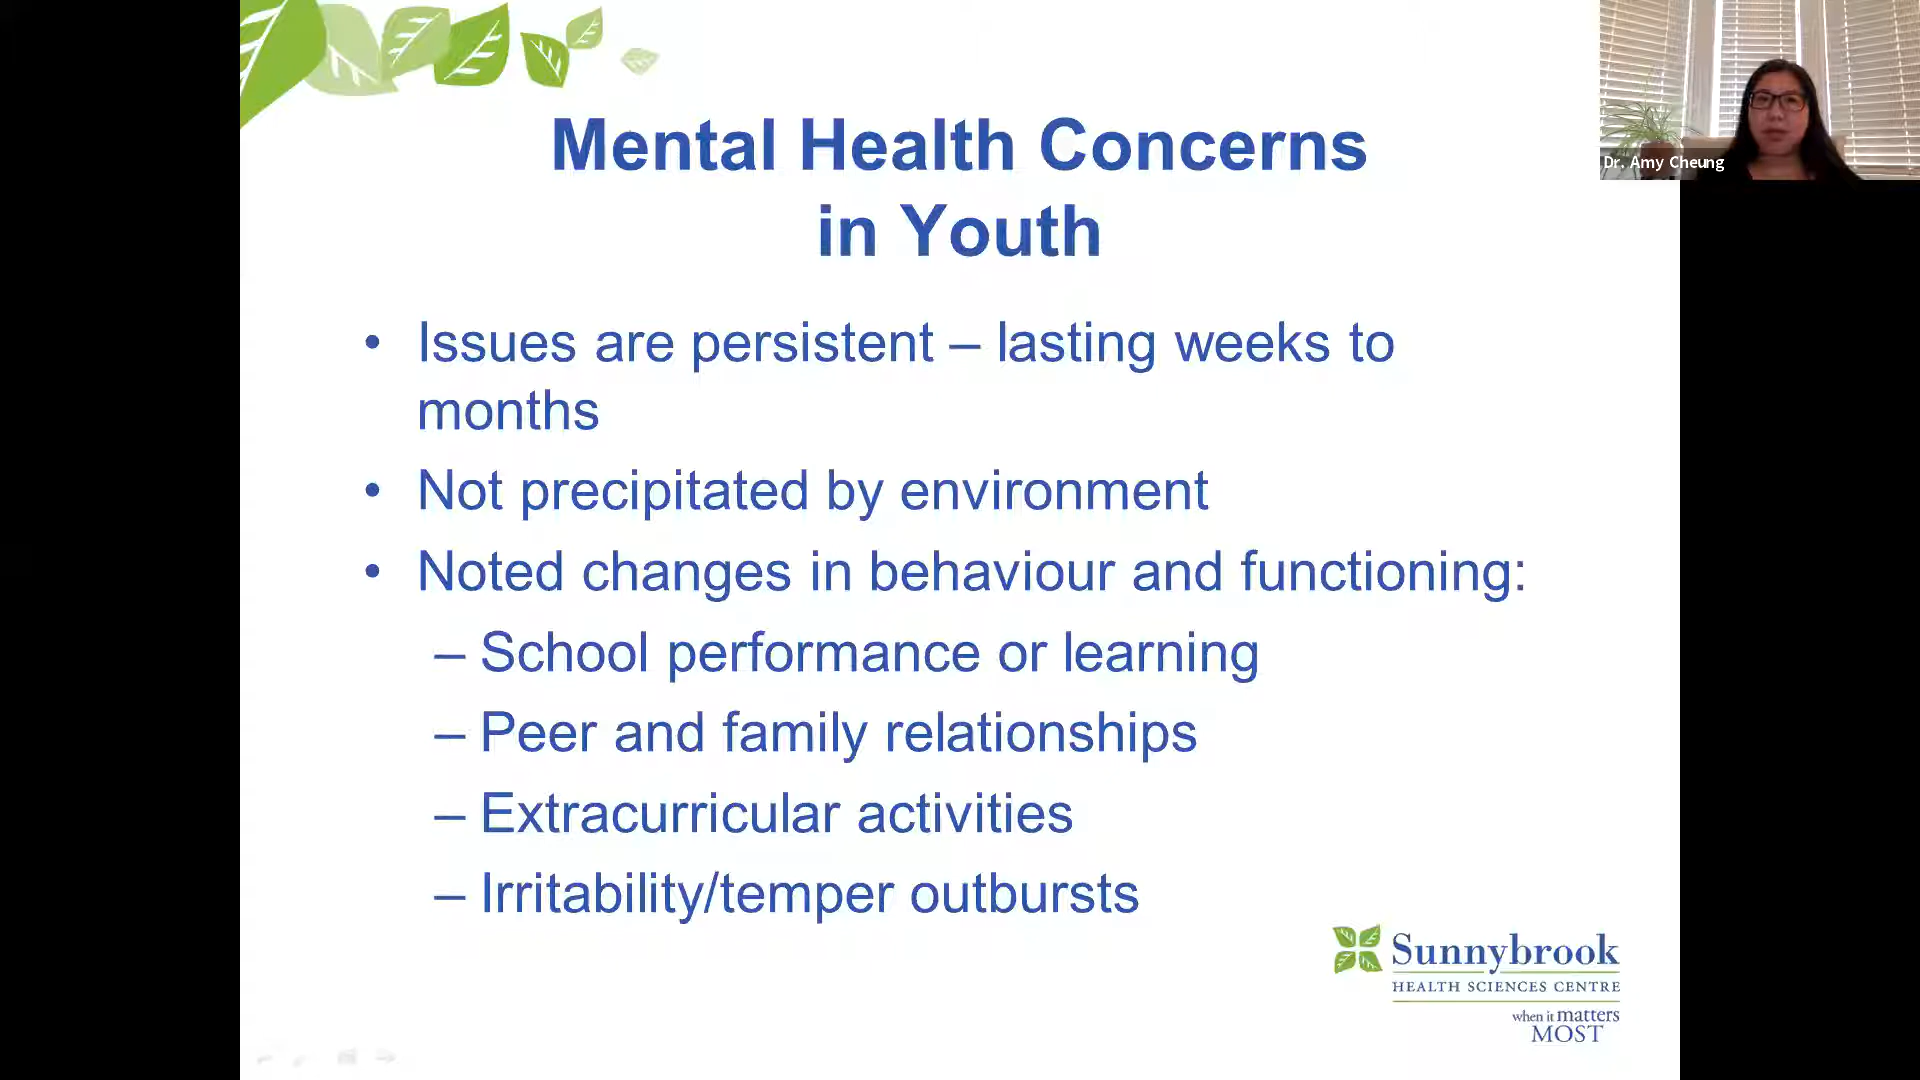 Mental Health Concerns
in Youth
• Issues are persistent – lasting weeks to
months
• Not precipitated by environment
• Noted changes in behaviour and functioning:
– School performance or learning
– Peer and family relationships
– Extracurricular activities
– Irritability/temper outbursts
Dr. Amy Cheung
Sunnybrook
HEALTH SCIENCES CENTRE
when it matters
MOST